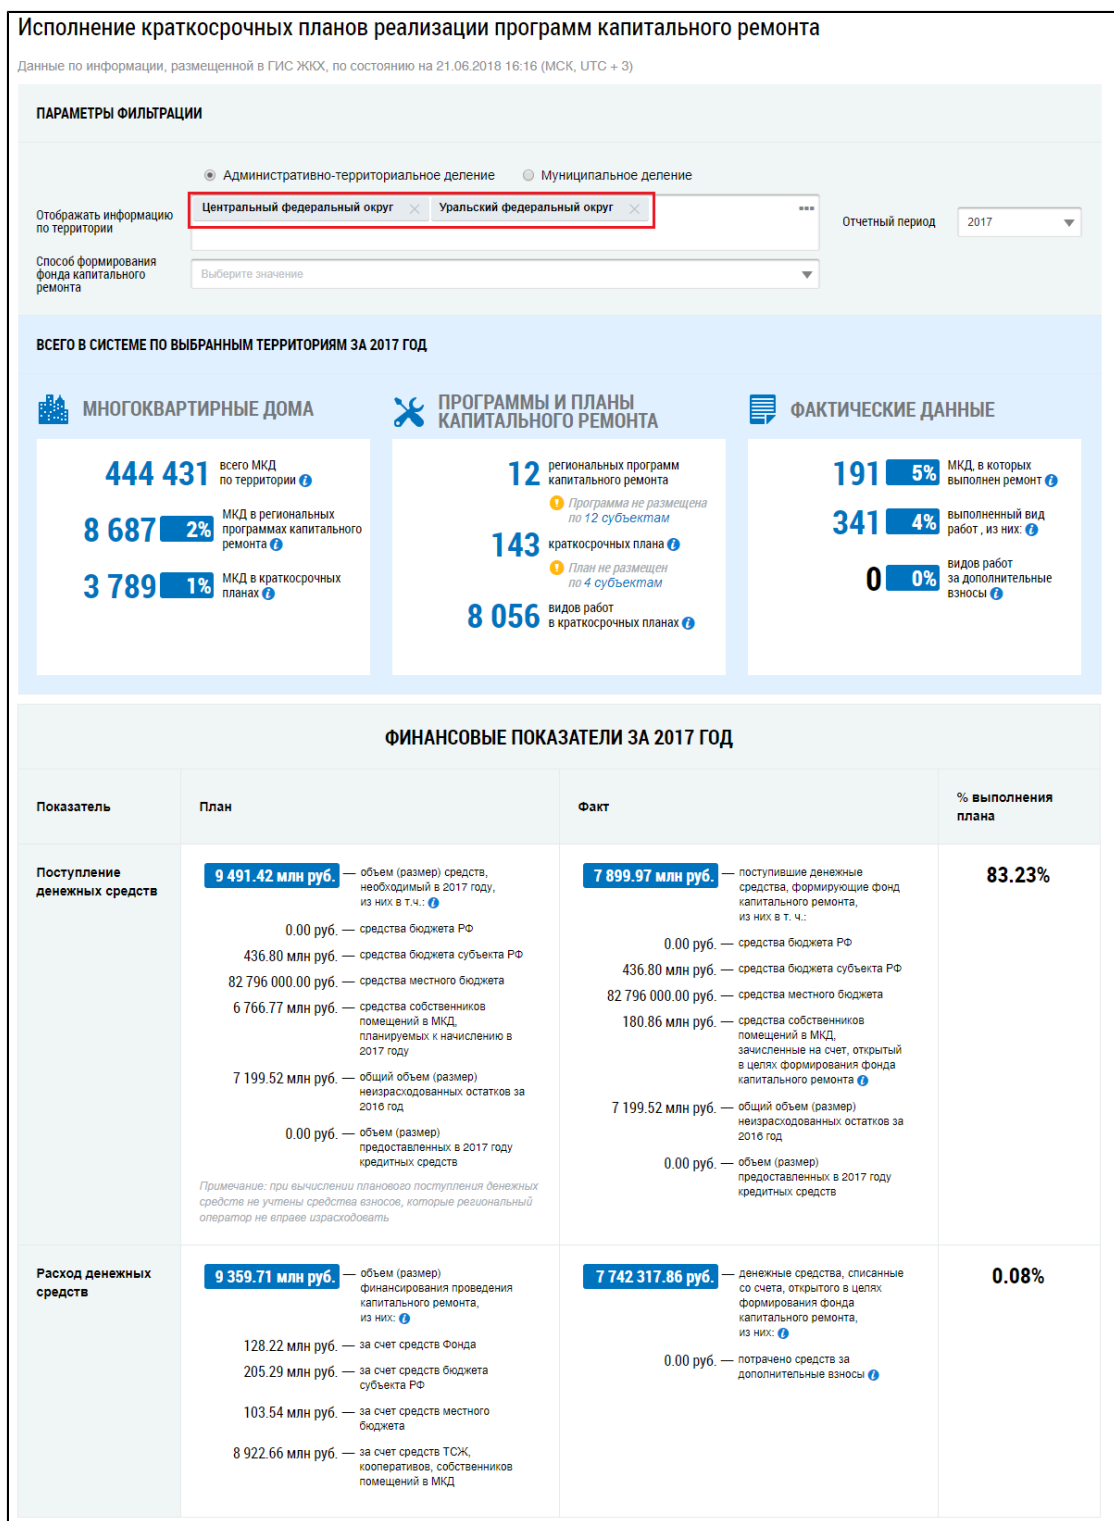 Исполнение краткосрочных планов реализации программ капитального ремонта
Данные по информации, размещенной в ГИС ЖКХ, по состоянию на 21.06.2018 16:16 (МСК, UTC + 3)
ПАРАМЕТРЫ ФИЛЬТРАЦИИ
Административно-территориальное деление
Муниципальное деление
Отображать информацию
по территории
Центральный федеральный округ
Уральский федеральный округ
Отчетный период
2017
Способ формирования
фонда капитального
ремонта
Выберите значение
ВСЕГО В СИСТЕМЕ ПО ВЫБРАННЫМ ТЕРРИТОРИЯМ ЗА 2017 ГОД
МНОГОКВАРТИРНЫЕ ДОМА
444 431 всего МКД
по территории
8 687 2% МКД в региональных
программах капитального
ремонта
3 789 1% МКД в краткосрочных
планах
ПРОГРАММЫ И ПЛАНЫ
КАПИТАЛЬНОГО РЕМОНТА
12 региональных программ
капитального ремонта
Программа не размещена
по 12 субъектам
143 краткосрочных плана
План не размещен
по 4 субъектам
8 056 видов работ
в краткосрочных планах
ФАКТИЧЕСКИЕ ДАННЫЕ
191 5% МКД, в которых
выполнен ремонт
341 4% выполненный вид
работ , из них:
0 0% видов работ
за дополнительные
взносы
ФИНАНСОВЫЕ ПОКАЗАТЕЛИ ЗА 2017 ГОД
Показатель
План
Факт
% выполнения
плана
Поступление
денежных средств
9 491.42 млн руб. — объем (размер) средств,
необходимый в 2017 году,
из них в т.ч.:
0.00 руб. — средства бюджета РФ
436.80 млн руб. — средства бюджета субъекта РФ
82 796 000.00 руб. — средства местного бюджета
6 766.77 млн руб. — средства собственников
помещений в МКД,
планируемых к начислению в
2017 году
7 199.52 млн руб. — общий объем (размер)
неизрасходованных остатков за
2016 год
0.00 руб. — объем (размер)
предоставленных в 2017 году
кредитных средств
Примечание: при вычислении планового поступления денежных
средств не учтены средства взносов, которые региональный
оператор не вправе израсходовать
7 899.97 млн руб. — поступившие денежные
средства, формирующие фонд
капитального ремонта,
из них в т. ч.:
0.00 руб. — средства бюджета РФ
436.80 млн руб. — средства бюджета субъекта РФ
82 796 000.00 руб. — средства местного бюджета
180.86 млн руб. — средства собственников
помещений в МКД,
зачисленные на счет, открытый
в целях формирования фонда
капитального ремонта
7 199.52 млн руб. — общий объем (размер)
неизрасходованных остатков за
2016 год
0.00 руб. — объем (размер)
предоставленных в 2017 году
кредитных средств
83.23%
Расход денежных
средств
9 359.71 млн руб. — объем (размер)
финансирования проведения
капитального ремонта,
из них:
128.22 млн руб. — за счет средств Фонда
205.29 млн руб. — за счет средств бюджета
субъекта РФ
103.54 млн руб. — за счет средств местного
бюджета
8 922.66 млн руб. — за счет средств ТСЖ,
кооперативов, собственников
помещений в МКД
7 742 317.86 руб. — денежные средства, списанные
со счета, открытого в целях
формирования фонда
капитального ремонта,
из них:
0.00 руб. — потрачено средств за
дополнительные взносы
0.08%